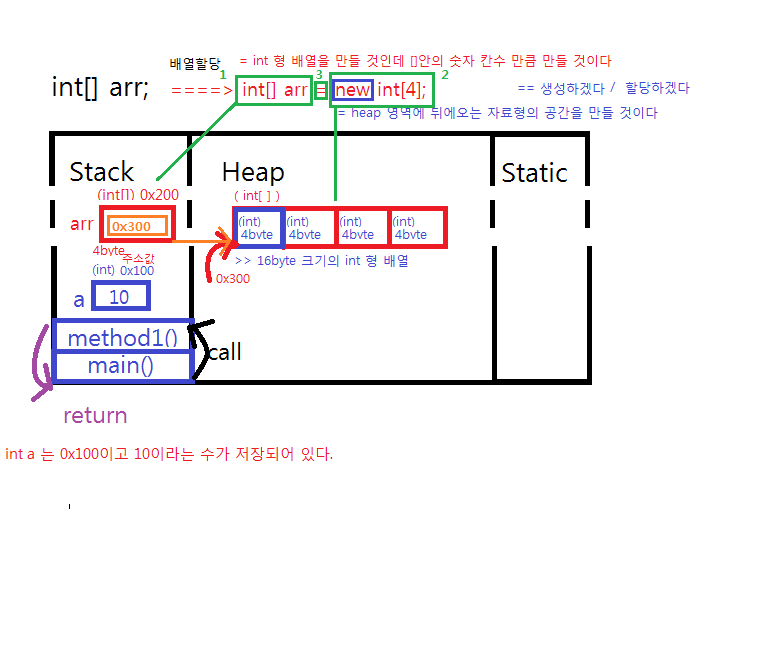 배열할당 = int 형 배열을 만들 것인데 []안의 숫자 칸수 만큼 만들 것이다
1 3 2
int[] arr; ====> int[] arr = new int[4]; == 생성하겠다 / 할당하겠다
= heap 영역에 뒤에오는 자료형의 공간을 만들 것이다
Stack Heap Static
(int[]) 0x200 ( int[ ] )
arr 0x300 (int) (int) (int) (int)
4byte 4byte 4byte 4byte
4byte
주소값
>> 16byte 크기의 int 형 배열
(int) 0x100
0x300
a 10
method1()
call
main()
return
int a 는 0x100이고 10이라는 수가 저장되어 있다.